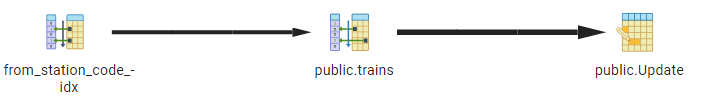 from_station_code_-
idx
public.trains
public.Update